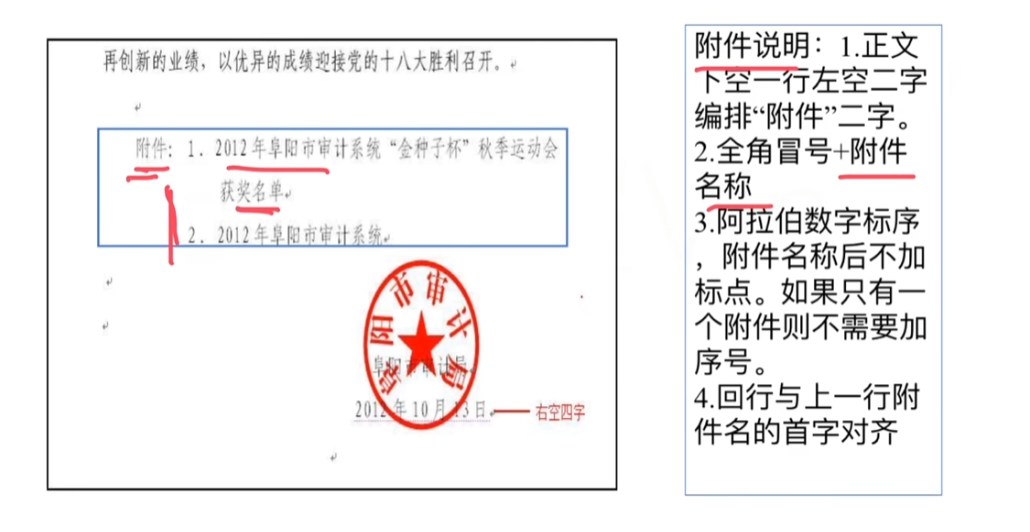 再创新的业绩，以优异的成绩迎接党的十八大胜利召开。
附件：1．2012年阜阳市审计系统“金种子杯”秋季运动会
获奖名单
2．2012年阜阳市审计系统
阜阳市审计局
阜阳市审计局
2012年10月13日
右空四字
附件说明：1.正文
下空一行左空二字
编排“附件”二字。
2.全角冒号+附件
名称
3.阿拉伯数字标序
，附件名称后不加
标点。如果只有一
个附件则不需要加
序号。
4.回行与上一行附
件名的首字对齐